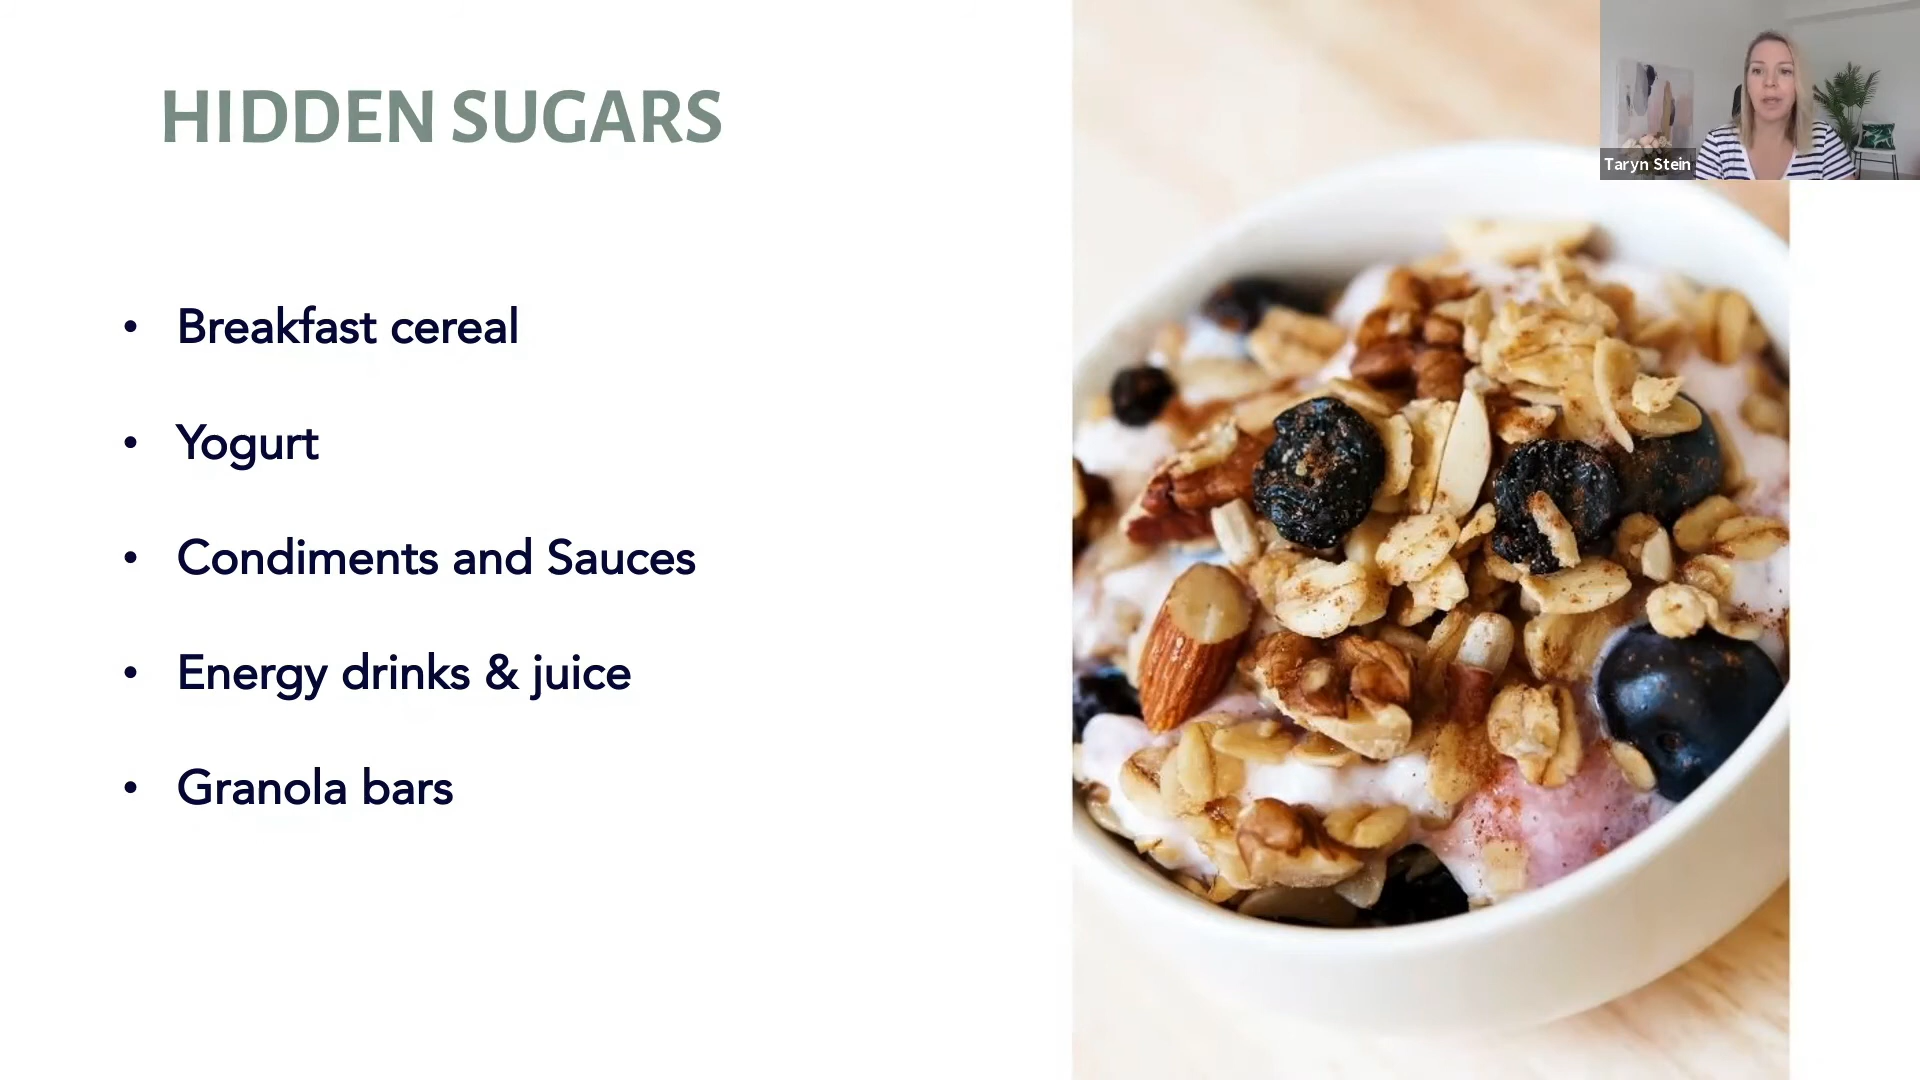 HIDDEN SUGARS
• Breakfast cereal
• Yogurt
• Condiments and Sauces
• Energy drinks & juice
• Granola bars
Taryn Stein